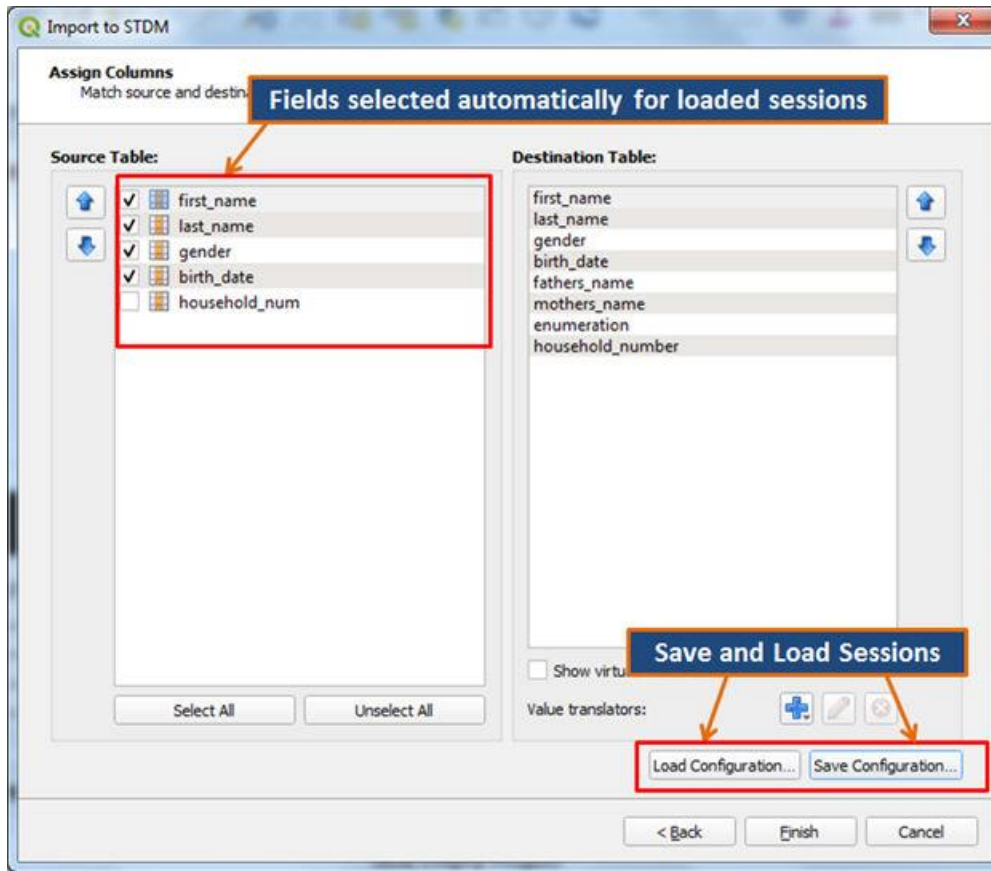 Import to STDM
Assign Columns
Match source and
Fields selected automatically for loaded sessions
Source Table:
first_name
last_name
gender
birth_date
household_num
Select All
Unselect All
Destination Table:
first_name
last_name
gender
birth_date
fathers_name
mothers_name
enumeration
household_number
Save and Load Sessions
Show
Value translators:
Load Configuration...
Save Configuration...
< Back
Finish
Cancel